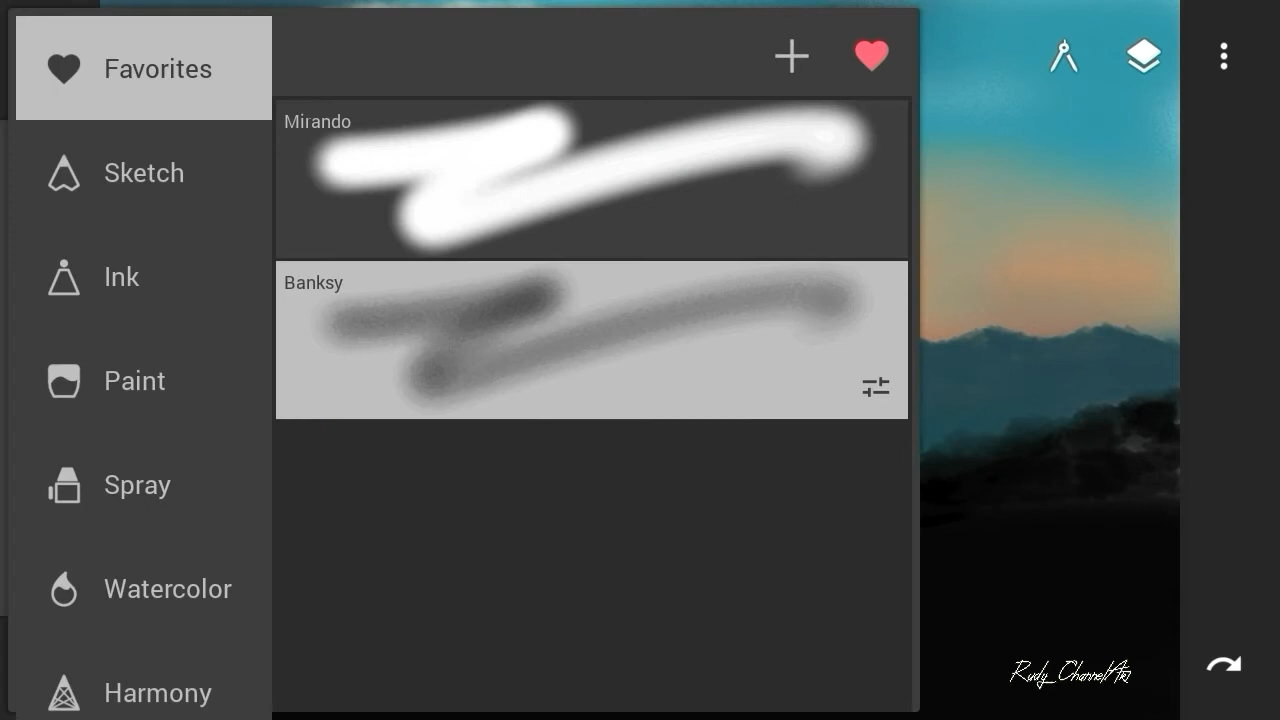 Favorites
Sketch
Ink
Paint
Spray
Watercolor
Harmony
Mirando
Banksy
Rudy_ChannelArt